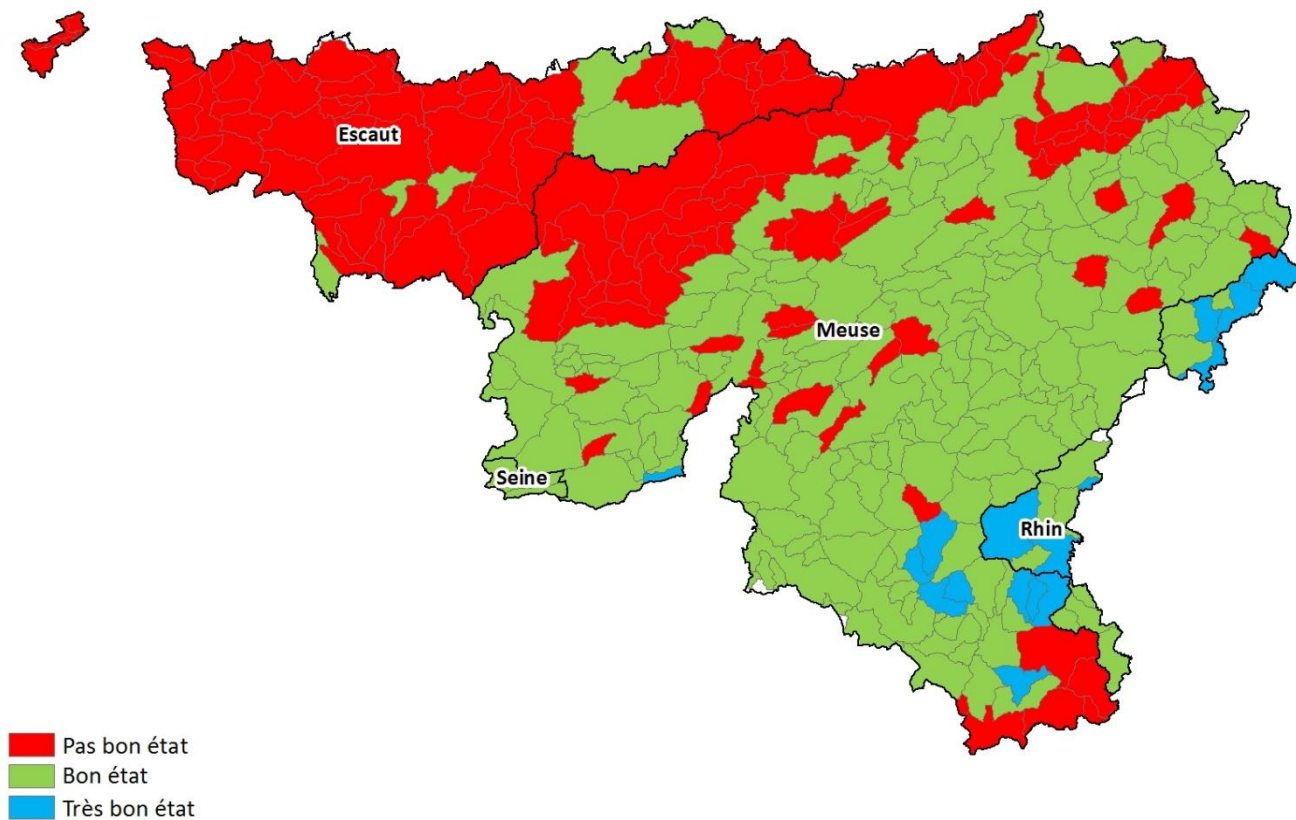 Escaut
Meuse
Seine
Rhin
Pas bon état
Bon état
Très bon état